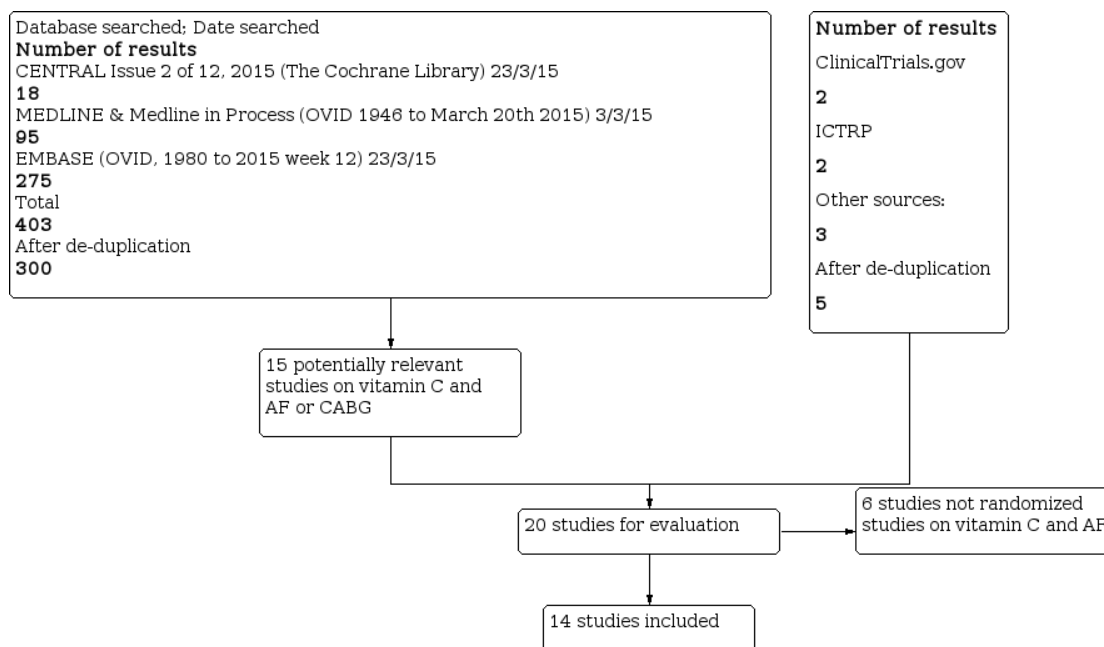 Database searched; Date searched
Number of results
CENTRAL Issue 2 of 12, 2015 (The Cochrane Library) 23/3/15
18
MEDLINE & Medline in Process (OVID 1946 to March 20th 2015) 3/3/15
95
EMBASE (OVID, 1980 to 2015 week 12) 23/3/15
275
Total
403
After de-duplication
300
Number of results
ClinicalTrials.gov
2
ICTRP
2
Other sources:
3
After de-duplication
5
15 potentially relevant
studies on vitamin C and
AF or CABG
20 studies for evaluation
6 studies not randomized
studies on vitamin C and AF
14 studies included